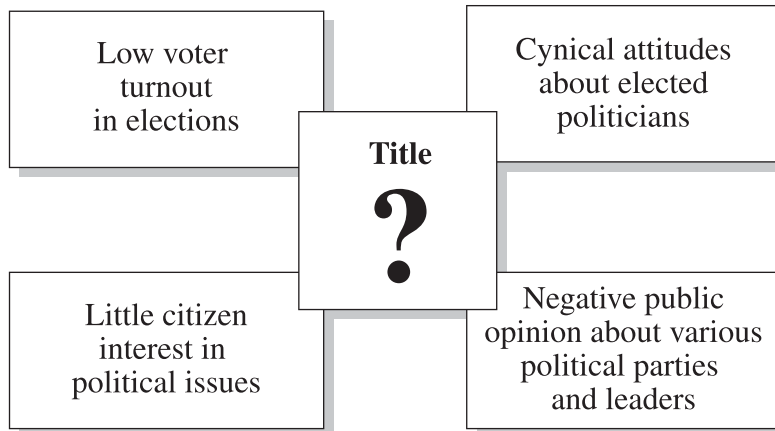 Low voter
turnout
in elections
Cynical attitudes
about elected
politicians
Title
?
Little citizen
interest in
political issues
Negative public
opinion about various
political parties
and leaders